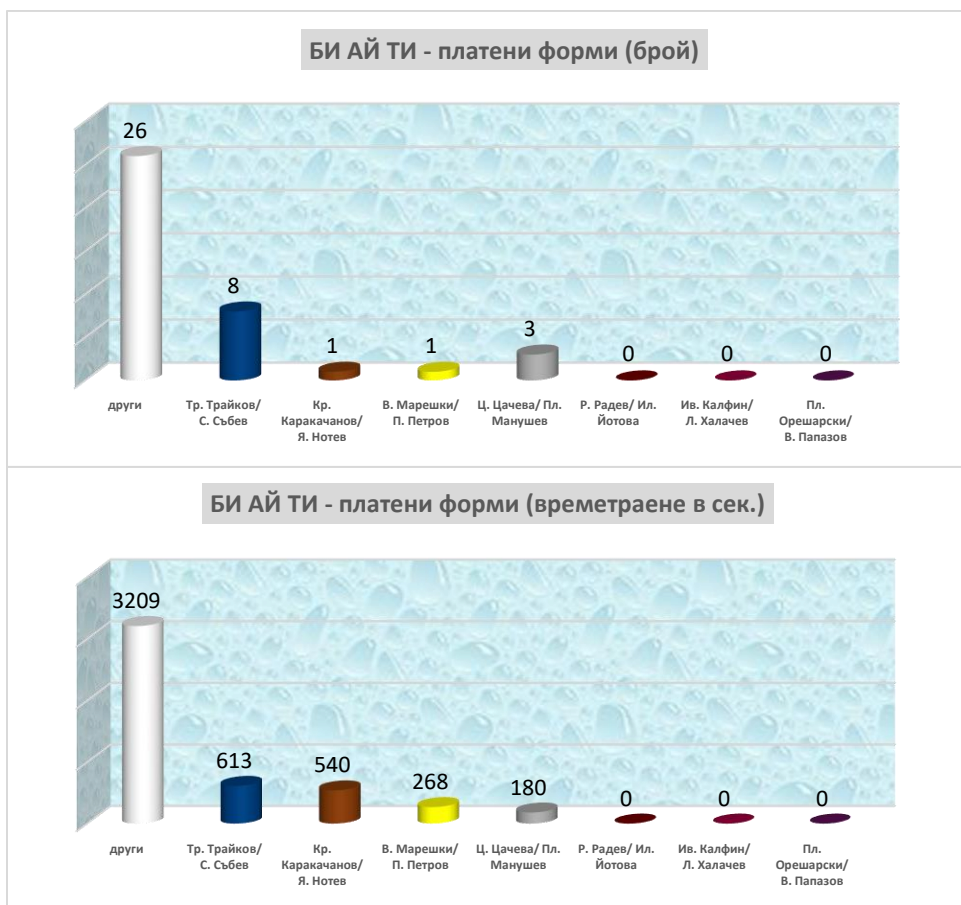 БИ АЙ ТИ - платени форми (брой)
26
8
1
1
3
0
0
0
други
Тр. Трайков/
С. Събев
Кр.
Каракачанов/
Я. Нотев
В. Марешки/
П. Петров
Ц. Цачева/ Пл.
Манушев
Р. Радев/ Ил.
Йотова
Ив. Калфин/
Л. Халачев
Пл.
Орешарски/
В. Папазов
БИ АЙ ТИ - платени форми (времетраене в сек.)
3209
613
540
268
180
0
0
0
други
Тр. Трайков/
С. Събев
Кр.
Каракачанов/
Я. Нотев
В. Марешки/
П. Петров
Ц. Цачева/ Пл.
Манушев
Р. Радев/ Ил.
Йотова
Ив. Калфин/
Л. Халачев
Пл.
Орешарски/
В. Папазов